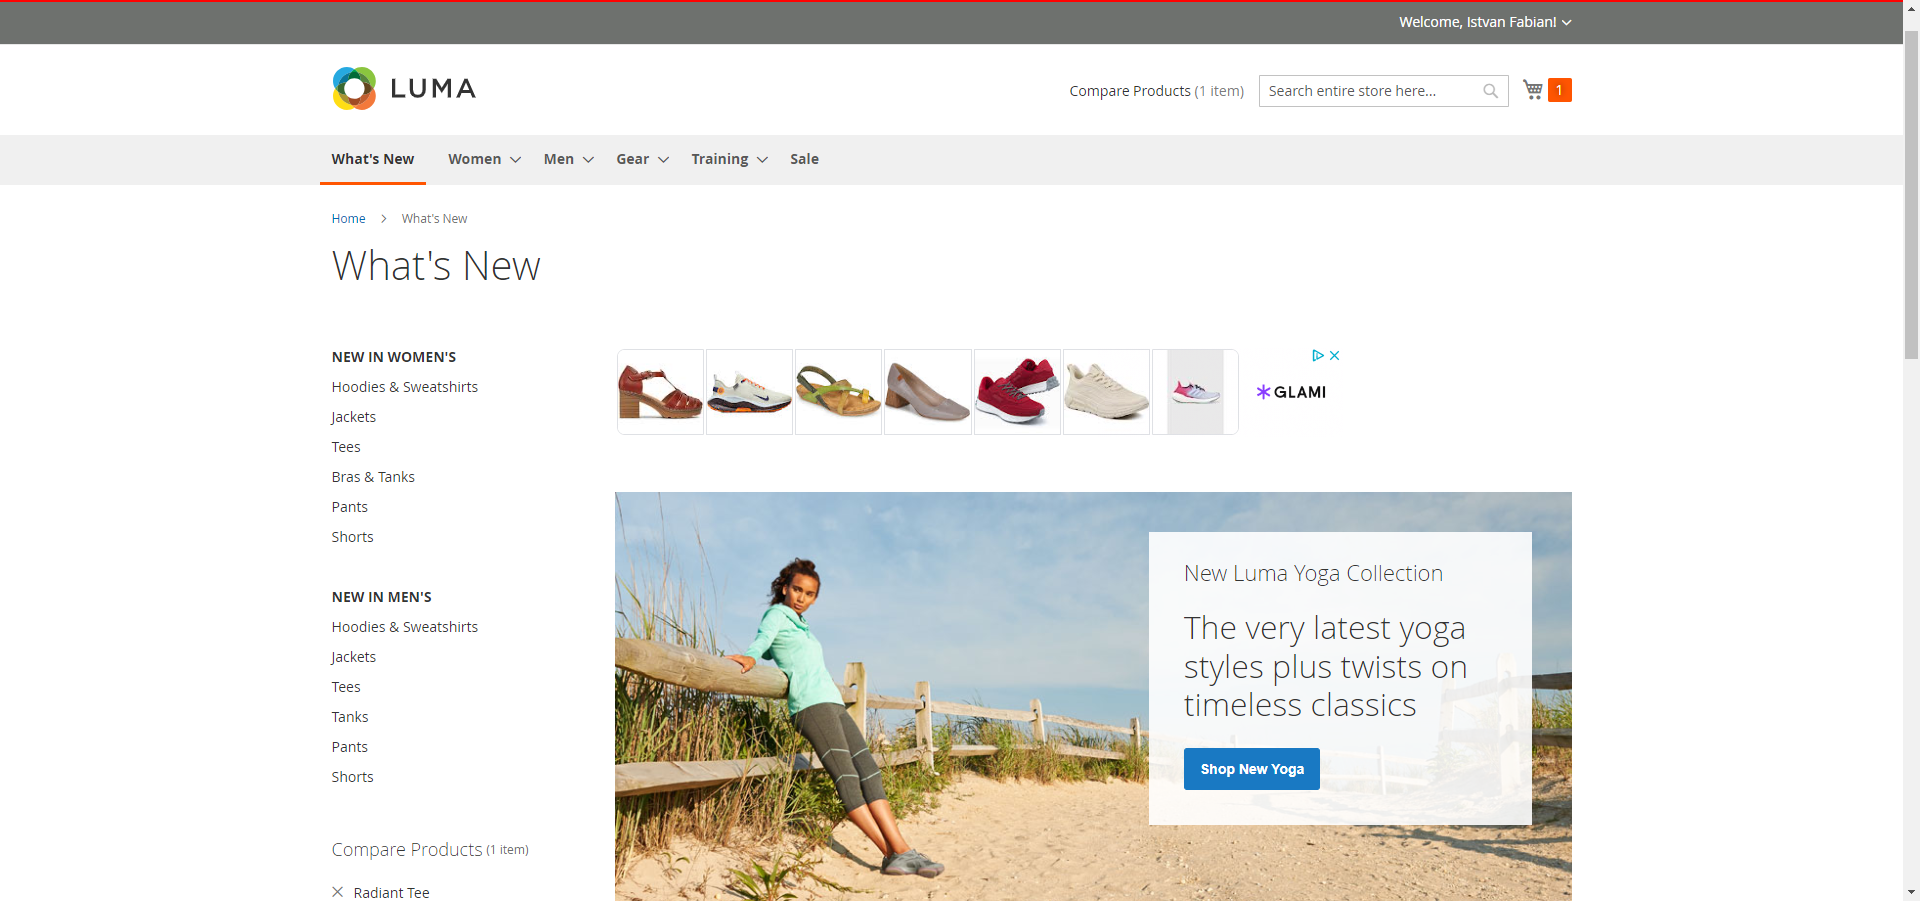 Welcome, Istvan Fabian!
LUMA
Compare Products (1 item)
Search entire store here...
1
What's New
Women
Men
Gear
Training
Sale
Home
What's New
What's New
NEW IN WOMEN'S
Hoodies & Sweatshirts
Jackets
Tees
Bras & Tanks
Pants
Shorts
NEW IN MEN'S
Hoodies & Sweatshirts
Jackets
Tees
Tanks
Pants
Shorts
Compare Products (1 item)
Radiant Tee
GLAMI
New Luma Yoga Collection
The very latest yoga
styles plus twists on
timeless classics
Shop New Yoga